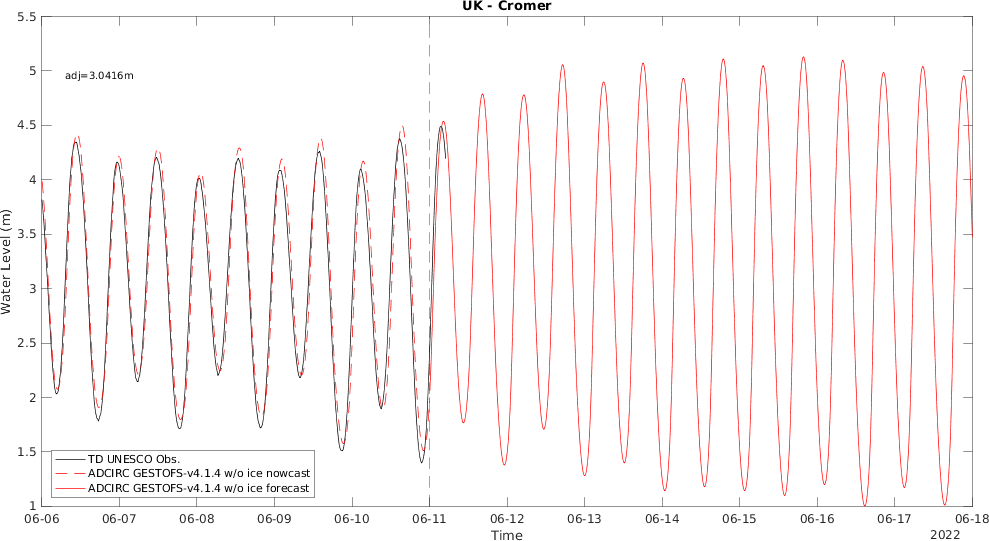 UK - Cromer
adj=3.0416m
Water Level (m)
5.5
5
4.5
4
3.5
3
2.5
2
1.5
1
TD UNESCO Obs.
ADCIRC GESTOFS-v4.1.4 w/o ice nowcast
ADCIRC GESTOFS-v4.1.4 w/o ice forecast
06-06 06-07 06-08 06-09 06-10 06-11 06-12 06-13 06-14 06-15 06-16 06-17 06-18
Time
2022